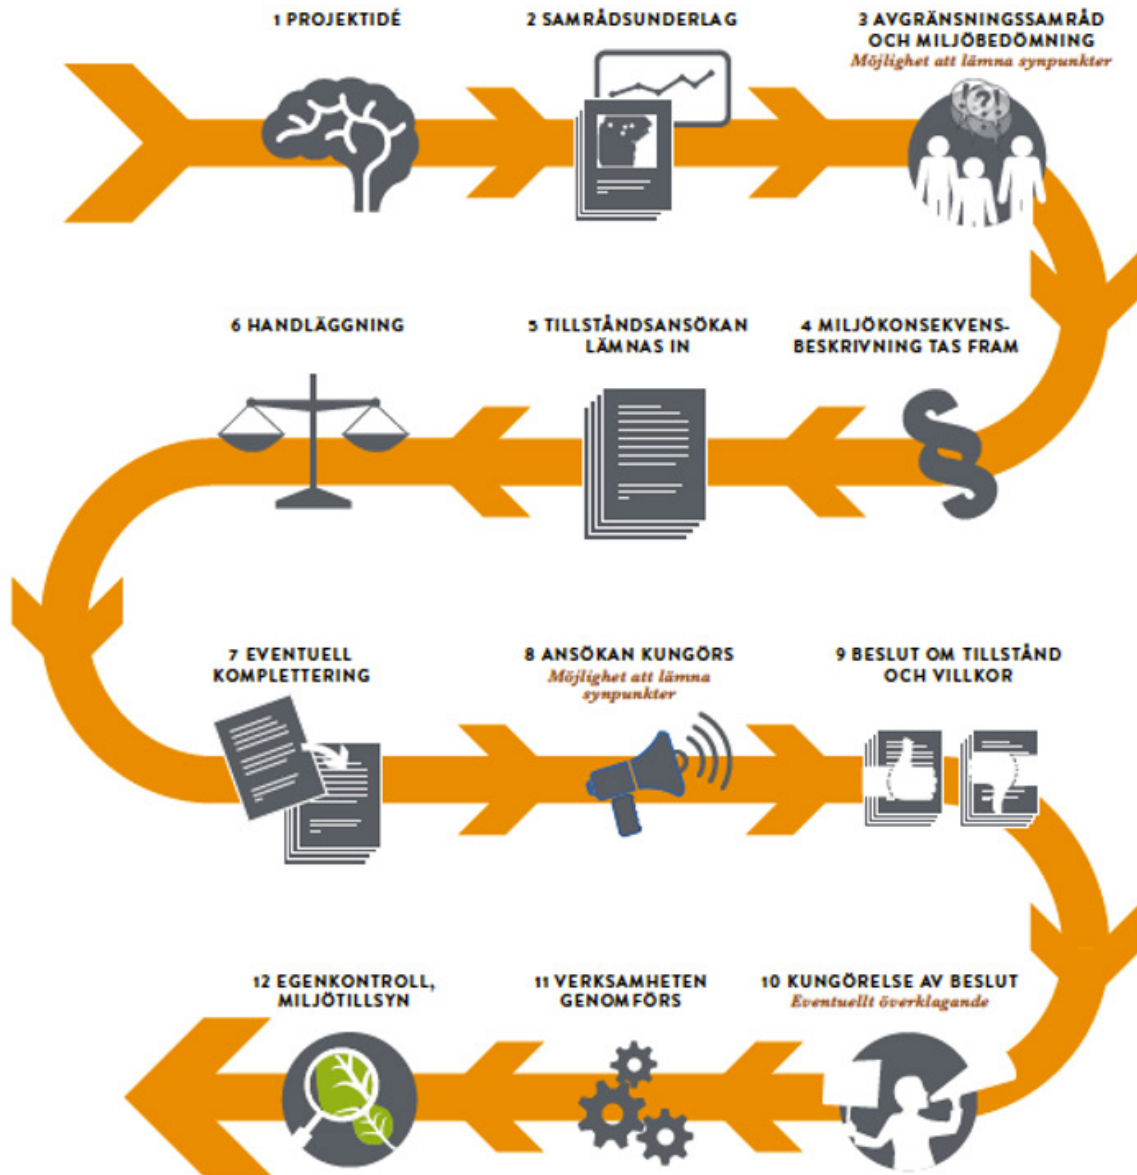 1 PROJEKTIDÉ
2 SAMRÅDSUNDERLAG
3 AVGRÄNSNINGSSAMRÅD
OCH MILJÖBEDÖMNING
Möjlighet att lämna synpunkter
4 MILJÖKONSEKVENS-
BESKRIVNING TAS FRAM
5 TILLSTÅNDSANSÖKAN
LÄMNAS IN
6 HANDLÄGGNING
7 EVENTUELL
KOMPLETTERING
8 ANSÖKAN KUNGÖRS
Möjlighet att lämna
synpunkter
9 BESLUT OM TILLSTÅND
OCH VILLKOR
10 KUNGÖRELSE AV BESLUT
Eventuellt överklagande
11 VERKSAMHETEN
GENOMFÖRS
12 EGENKONTROLL,
MILJÖTILLSYN